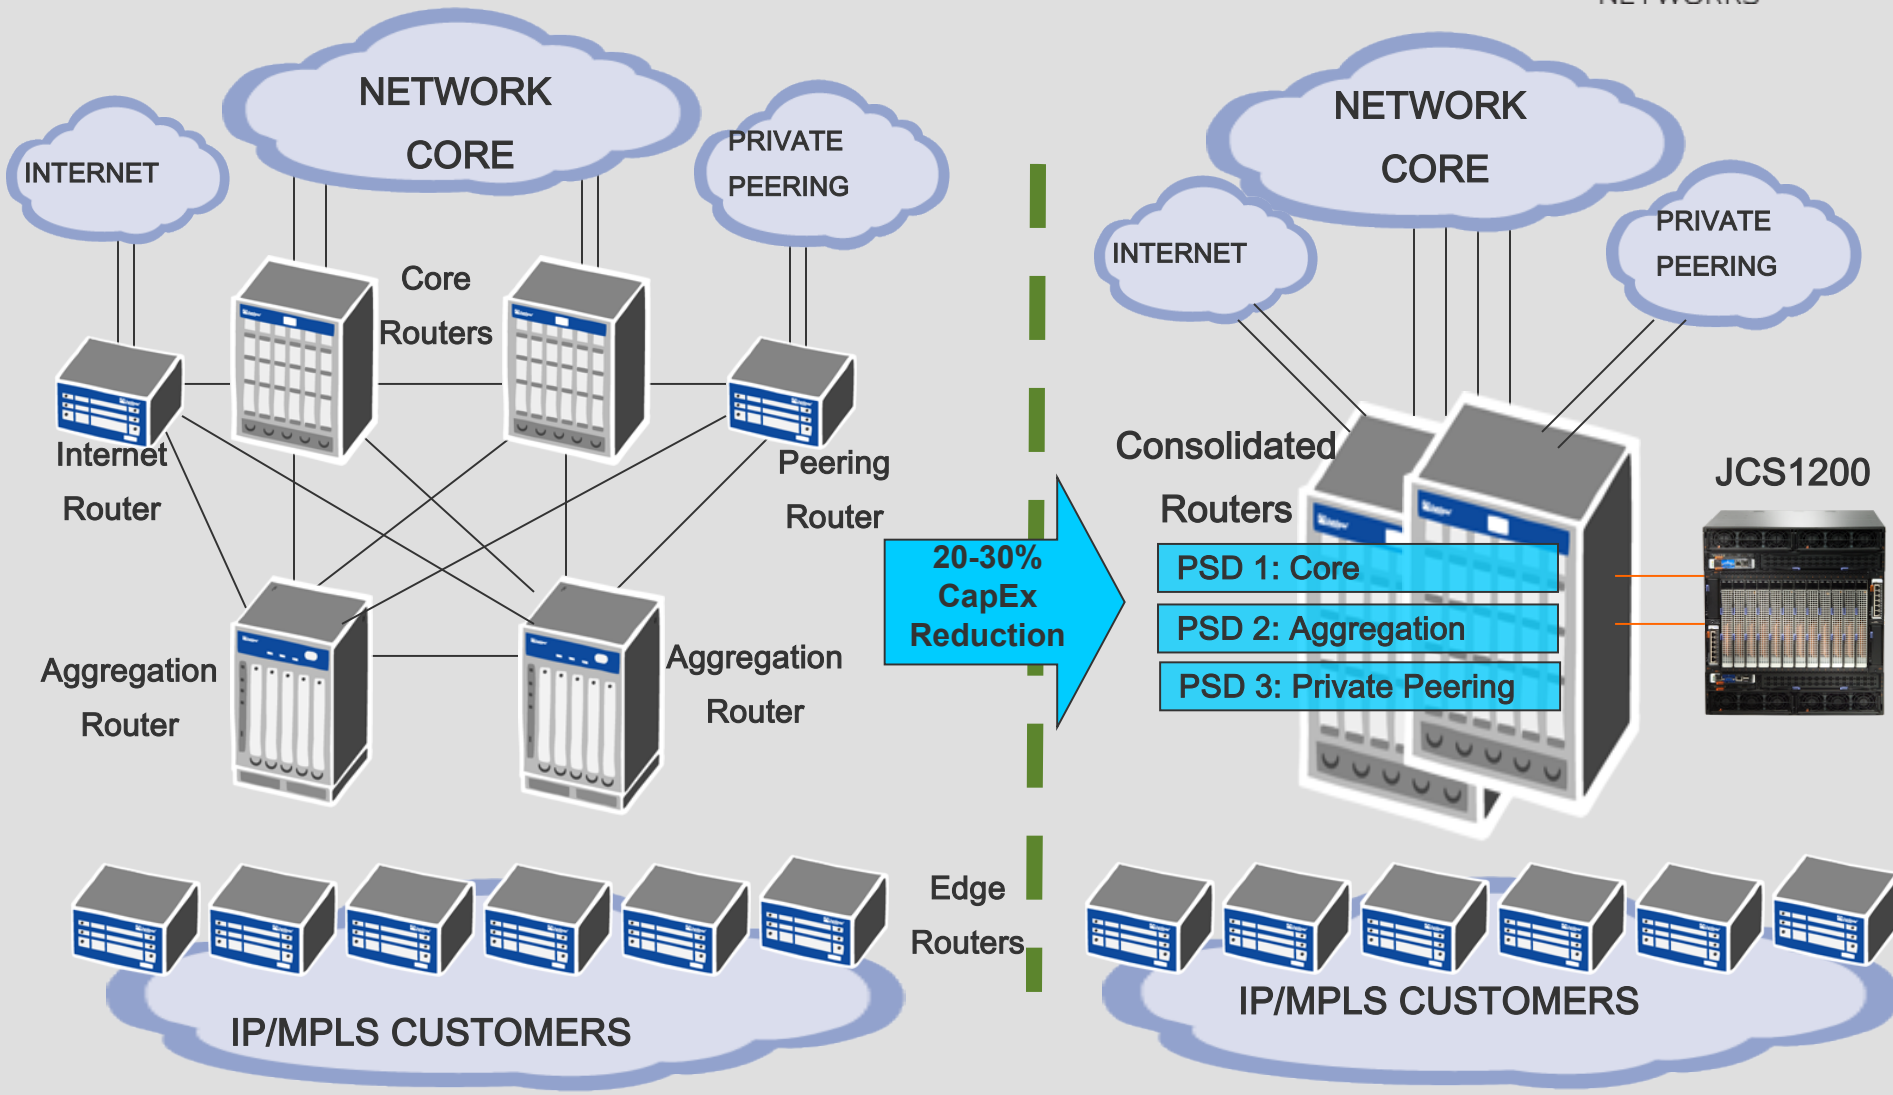 NETWORKS
NETWORK
CORE
INTERNET
PRIVATE
PEERING
Core
Routers
Internet
Router
Peering
Router
Aggregation
Router
Aggregation
Router
Edge
Routers
IP/MPLS CUSTOMERS
20-30%
CapEx
Reduction
NETWORK
CORE
INTERNET
PRIVATE
PEERING
Consolidated
Routers
JCS1200
PSD 1: Core
PSD 2: Aggregation
PSD 3: Private Peering
IP/MPLS CUSTOMERS